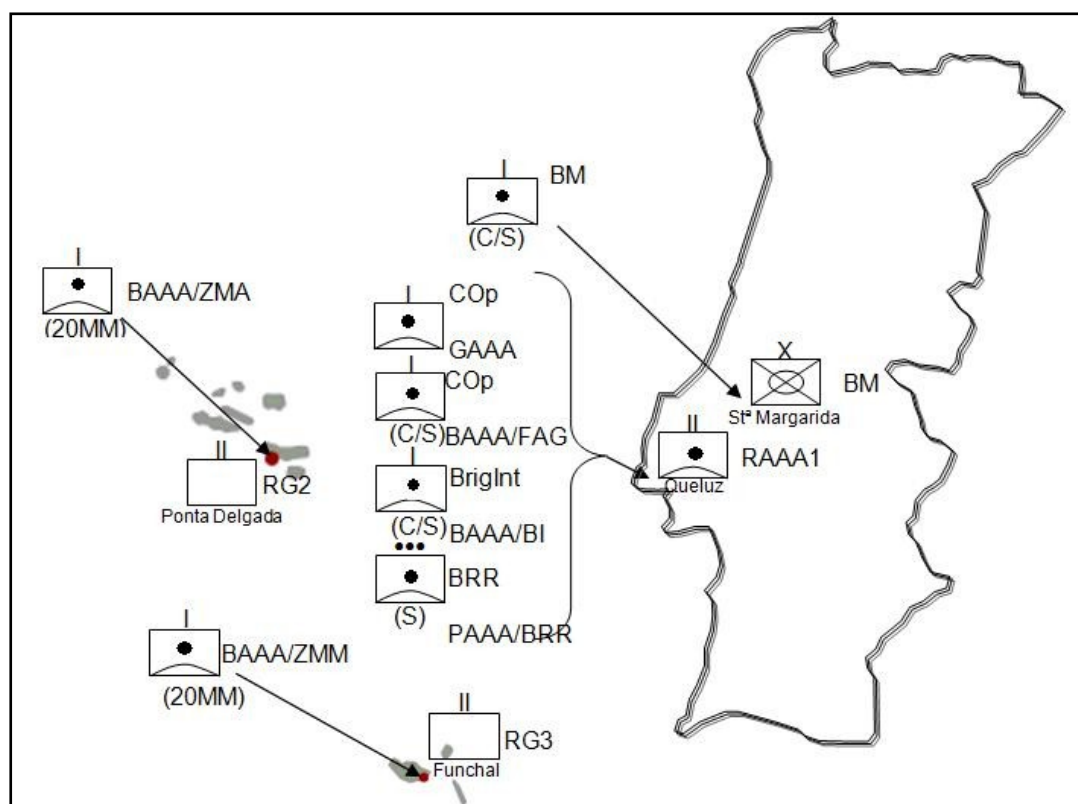 I
BM
(C/S)
I
BAAA/ZMA
(20MM)
I
COp
GAAA
I
COp
(C/S) BAAA/FAG
I
BrigInt
(C/S) BAAA/BI
•••
BRR
(S)
PAAA/BRR
X
BM
Stª Margarida
II
RAAA1
Queluz
II
RG2
Ponta Delgada
I
BAAA/ZMM
(20MM)
II
RG3
Funchal